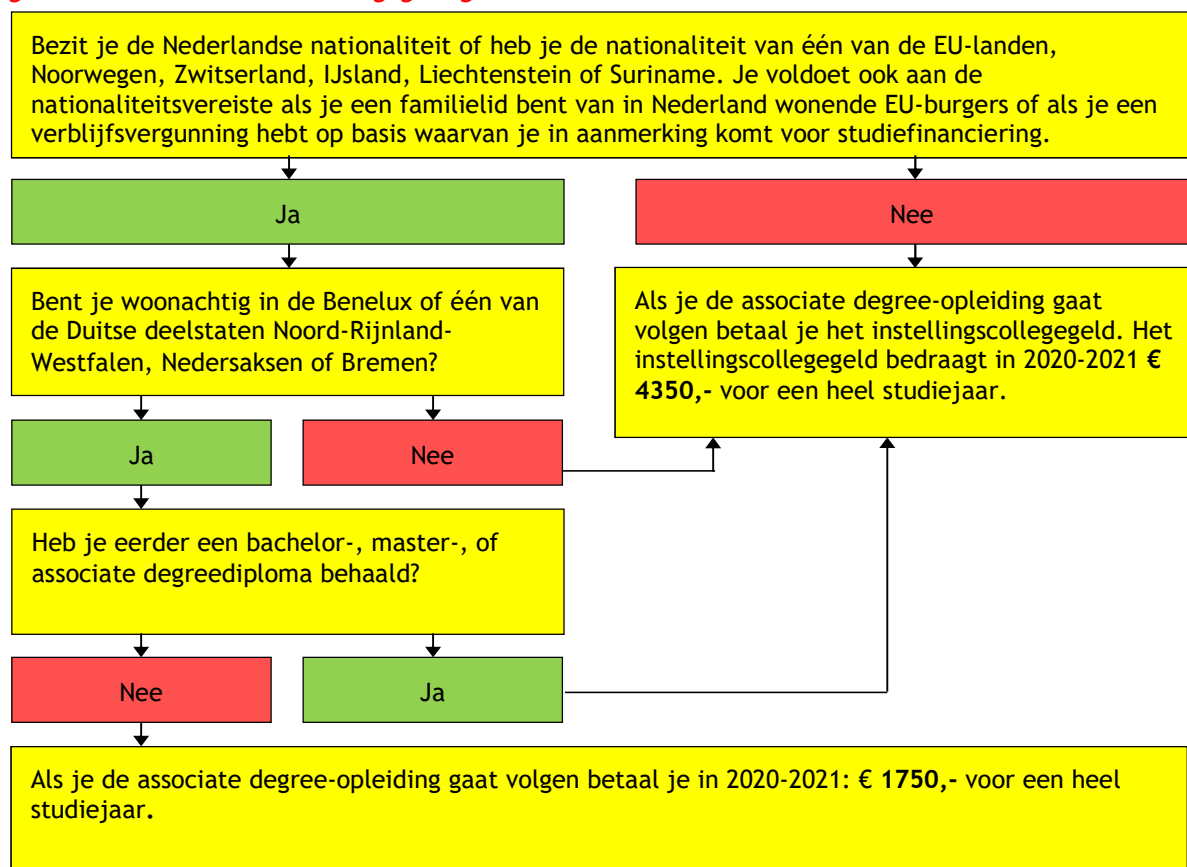 Bezit je de Nederlandse nationaliteit of heb je de nationaliteit van één van de EU-landen,
Noorwegen, Zwitserland, IJsland, Liechtenstein of Suriname. Je voldoet ook aan de
nationaliteitsvereiste als je een familielid bent van in Nederland wonende EU-burgers of als je een
verblijfsvergunning hebt op basis waarvan je in aanmerking komt voor studiefinanciering.
Ja
Nee
Bent je woonachtig in de Benelux of één van
de Duitse deelstaten Noord-Rijnland-
Westfalen, Nedersaksen of Bremen?
Als je de associate degree-opleiding gaat
volgen betaal je het instellingscollegegeld. Het
instellingscollegegeld bedraagt in 2020-2021 €
4350,- voor een heel studiejaar.
Ja
Nee
Heb je eerder een bachelor-, master-, of
associate degreediploma behaald?
Nee
Ja
Als je de associate degree-opleiding gaat volgen betaal je in 2020-2021: € 1750,- voor een heel
studiejaar.